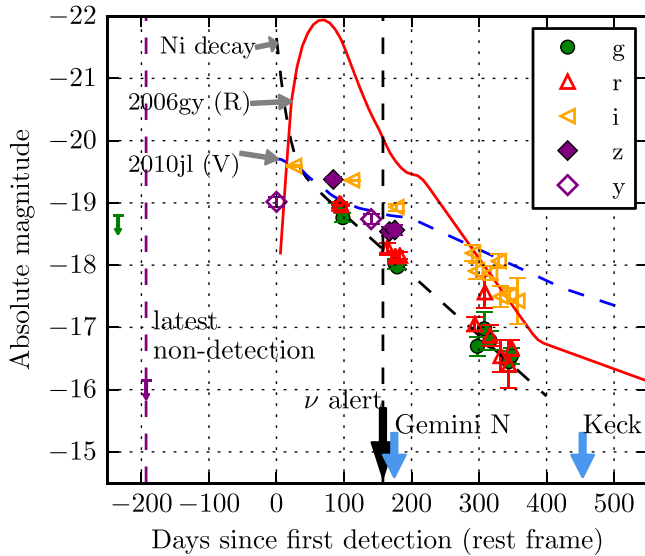 −22
−21
−20
−19
−18
−17
−16
−15
Absolute magnitude
Ni decay
2006gy (R)
2010jl (V)
g
r
i
z
y
latest
non-detection
ν alert
Gemini N
Keck
−200
−100
0
100
200
300
400
500
Days since first detection (rest frame)